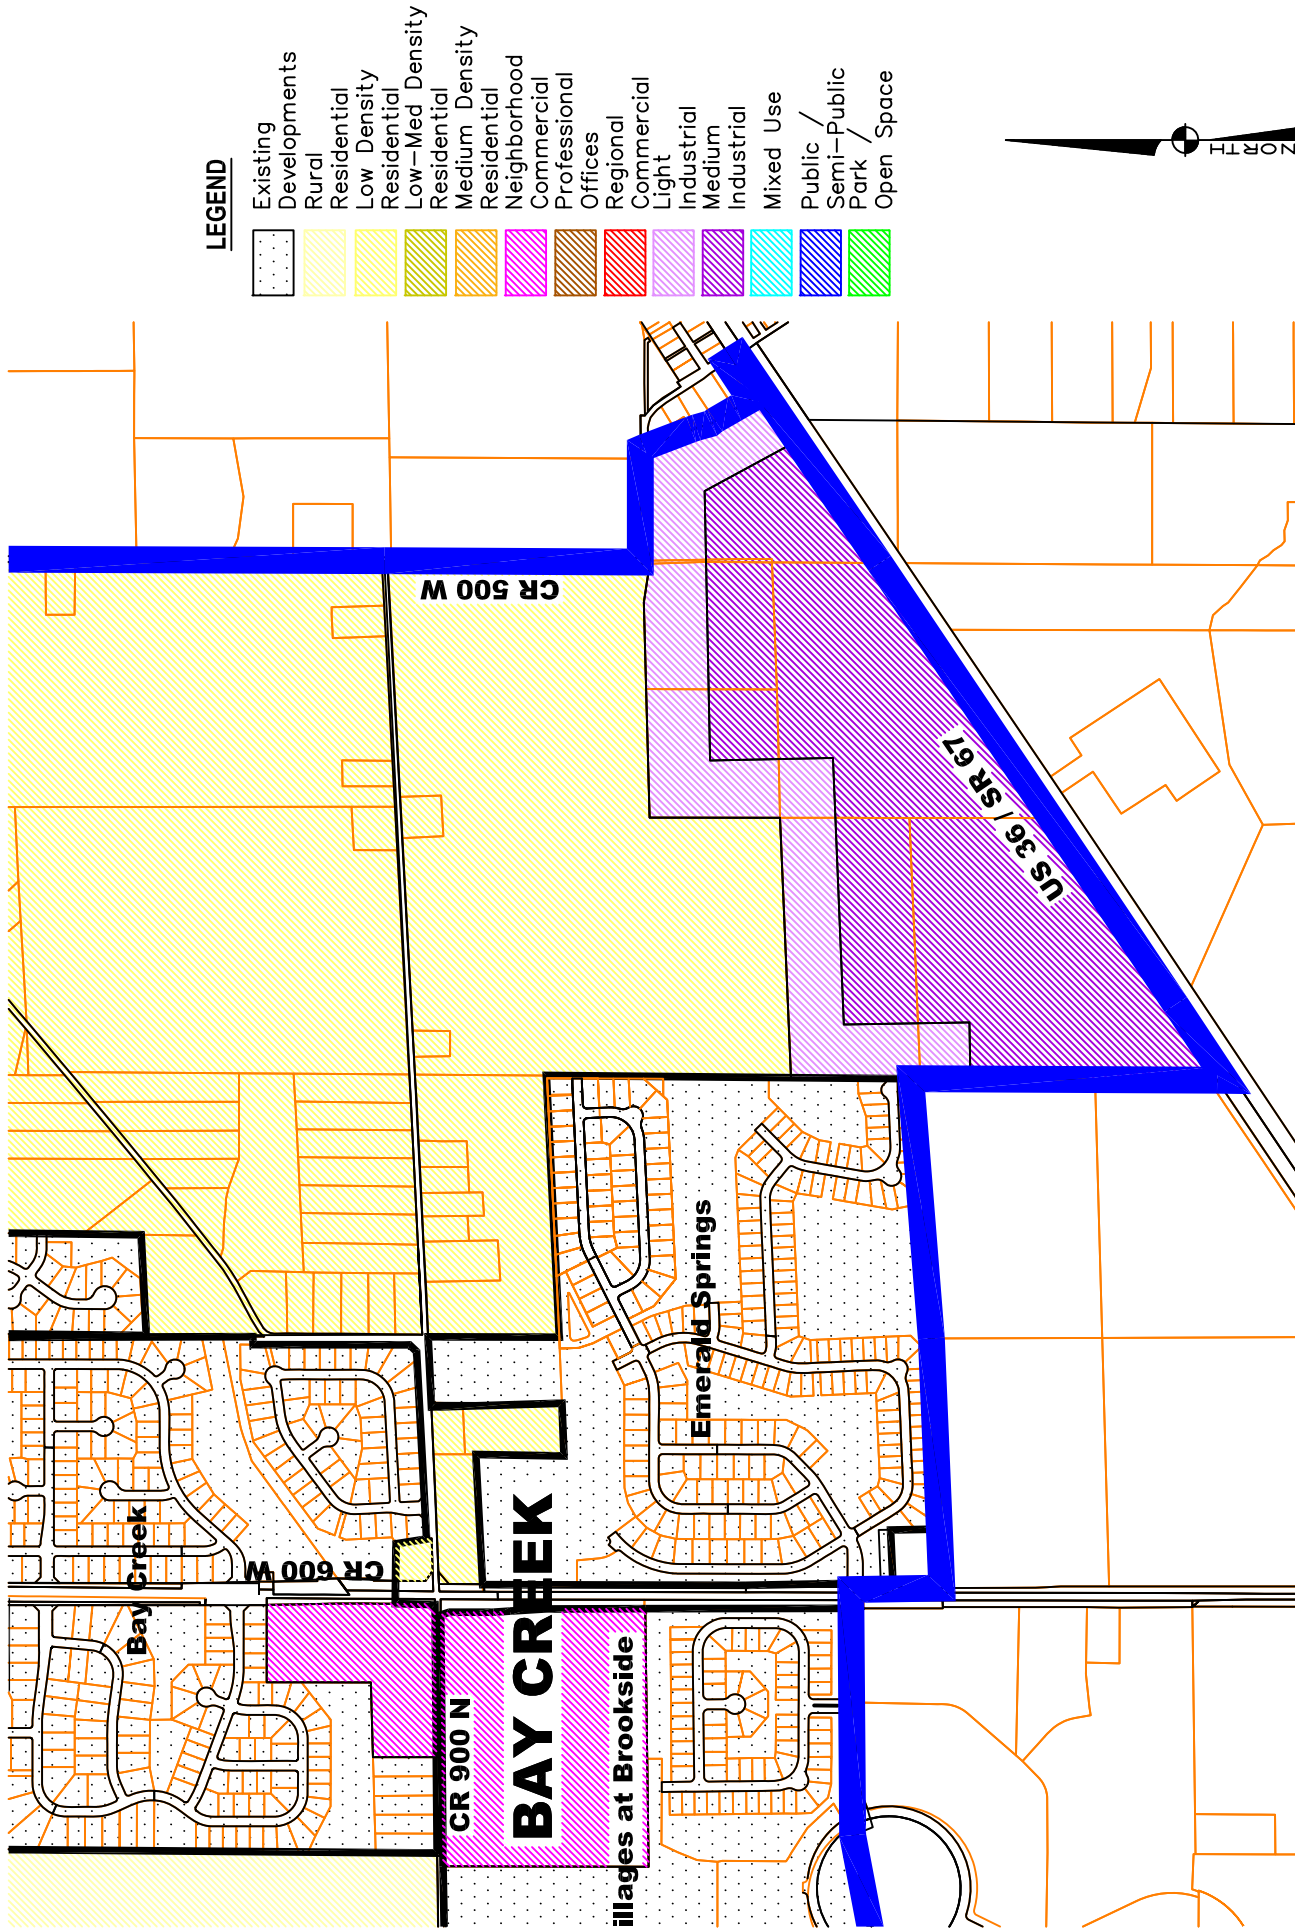 LEGEND
Existing
Developments
Rural
Residential
Low Density
Residential
Low-Med Density
Residential
Medium Density
Residential
Neighborhood
Commercial
Professional
Offices
Regional
Commercial
Light
Industrial
Medium
Industrial
Mixed Use
Public /
Semi-Public
Park /
Open Space
NORTH
CR 500 W
US 36 / SR 67
Emerald Springs
Bay Creek
CR 600 W
CR 900 N
BAY CREEK
illages at Brookside